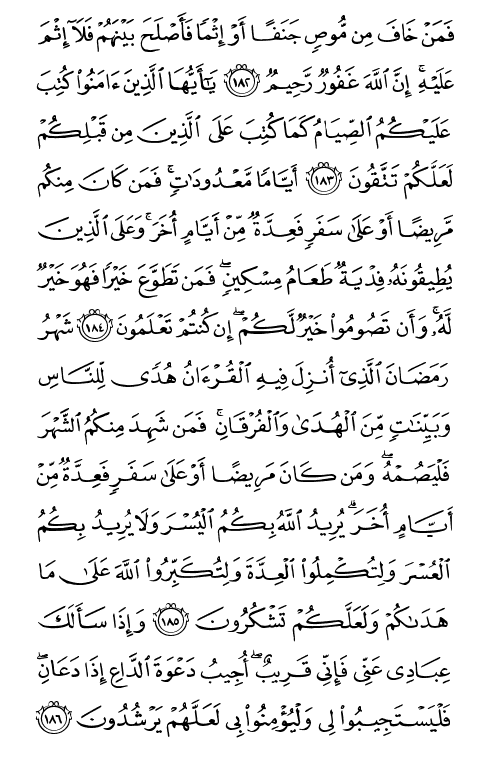 فَمَنۡ خَافَ مِن مُّوصٖ جَنَفًا أَوۡ إِثۡمٗا فَأَصۡلَحَ بَيۡنَهُمۡ فَلَآ إِثۡمَ
عَلَيۡهِۚ إِنَّ ٱللَّهَ غَفُورٞ رَّحِيمٞ ١٨٢ يَٰٓأَيُّهَا ٱلَّذِينَ ءَامَنُواْ كُتِبَ
عَلَيۡكُمُ ٱلصِّيَامُ كَمَا كُتِبَ عَلَى ٱلَّذِينَ مِن قَبۡلِكُمۡ
لَعَلَّكُمۡ تَتَّقُونَ ١٨٣ أَيَّامٗا مَّعۡدُودَٰتٖۚ فَمَن كَانَ مِنكُم
مَّرِيضًا أَوۡ عَلَىٰ سَفَرٖ فَعِدَّةٞ مِّنۡ أَيَّامٍ أُخَرَۚ وَعَلَى ٱلَّذِينَ
يُطِيقُونَهُۥ فِدۡيَةٞ طَعَامُ مِسۡكِينٖۖ فَمَن تَطَوَّعَ خَيۡرٗا فَهُوَ خَيۡرٞ
لَّهُۥۚ وَأَن تَصُومُواْ خَيۡرٞ لَّكُمۡ إِن كُنتُمۡ تَعۡلَمُونَ ١٨٤ شَهۡرُ
رَمَضَانَ ٱلَّذِيٓ أُنزِلَ فِيهِ ٱلۡقُرۡءَانُ هُدٗى لِّلنَّاسِ
وَبَيِّنَٰتٖ مِّنَ ٱلۡهُدَىٰ وَٱلۡفُرۡقَانِۚ فَمَن شَهِدَ مِنكُمُ ٱلشَّهۡرَ
فَلۡيَصُمۡهُۖ وَمَن كَانَ مَرِيضًا أَوۡ عَلَىٰ سَفَرٖ فَعِدَّةٞ مِّنۡ
أَيَّامٍ أُخَرَۗ يُرِيدُ ٱللَّهُ بِكُمُ ٱلۡيُسۡرَ وَلَا يُرِيدُ بِكُمُ
ٱلۡعُسۡرَ وَلِتُكۡمِلُواْ ٱلۡعِدَّةَ وَلِتُكَبِّرُواْ ٱللَّهَ عَلَىٰ مَا
هَدَىٰكُمۡ وَلَعَلَّكُمۡ تَشۡكُرُونَ ١٨٥ وَإِذَا سَأَلَكَ
عِبَادِي عَنِّي فَإِنِّي قَرِيبٌۖ أُجِيبُ دَعۡوَةَ ٱلدَّاعِ إِذَا دَعَانِۖ
فَلۡيَسۡتَجِيبُواْ لِي وَلۡيُؤۡمِنُواْ بِي لَعَلَّهُمۡ يَرۡشُدُونَ ١٨٦